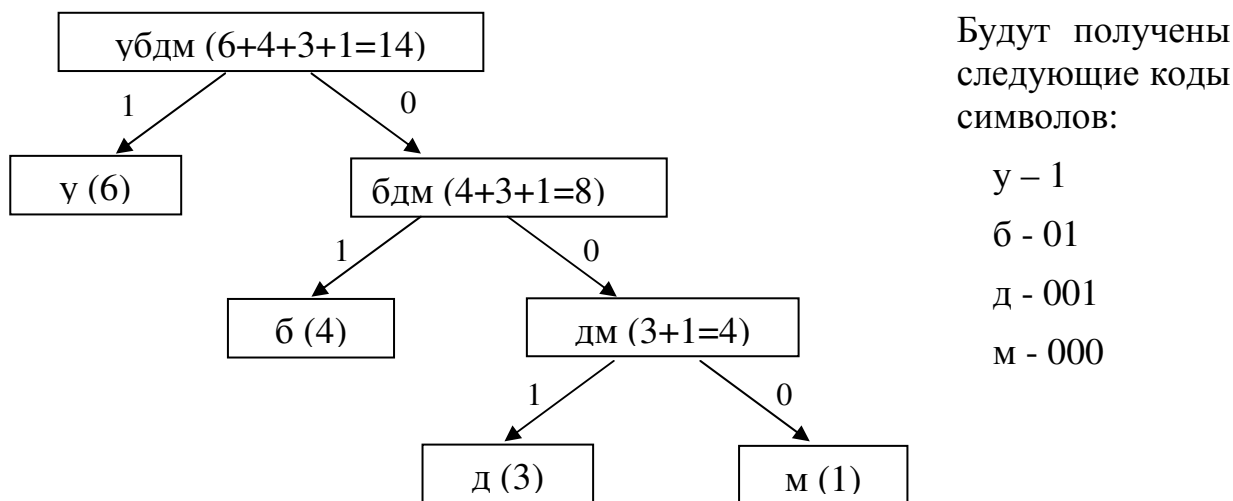 убдм (6+4+3+1=14)
1
0
у (6)
бдм (4+3+1=8)
1
0
б (4)
дм (3+1=4)
1
0
д (3)
м (1)
Будут получены
следующие коды
символов:
у – 1
б - 01
д - 001
м - 000